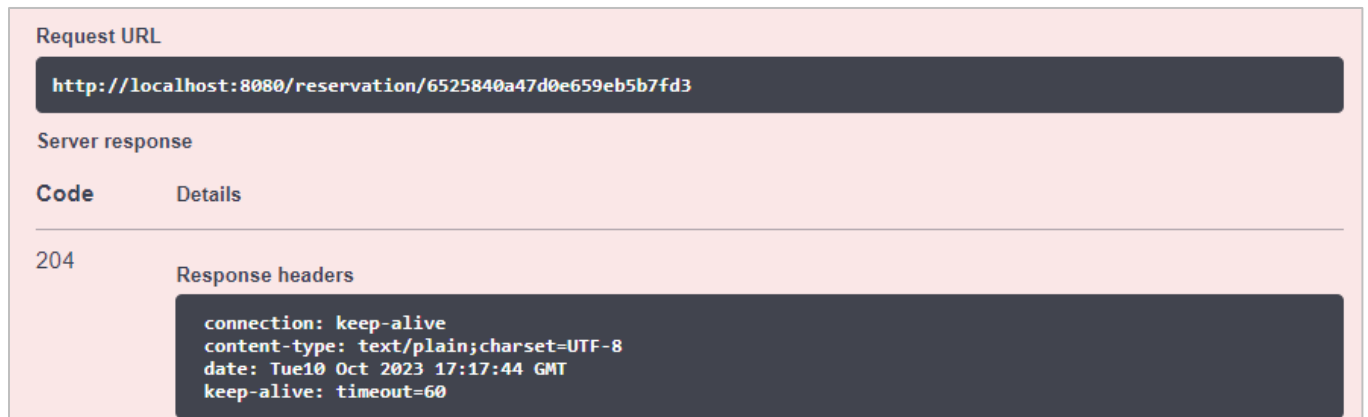 Request URL
http://localhost:8080/reservation/6525840a47d0e659eb5b7fd3
Server response
Code Details
204
Response headers
connection: keep-alive
content-type: text/plain;charset=UTF-8
date: Tue10 Oct 2023 17:17:44 GMT
keep-alive: timeout=60